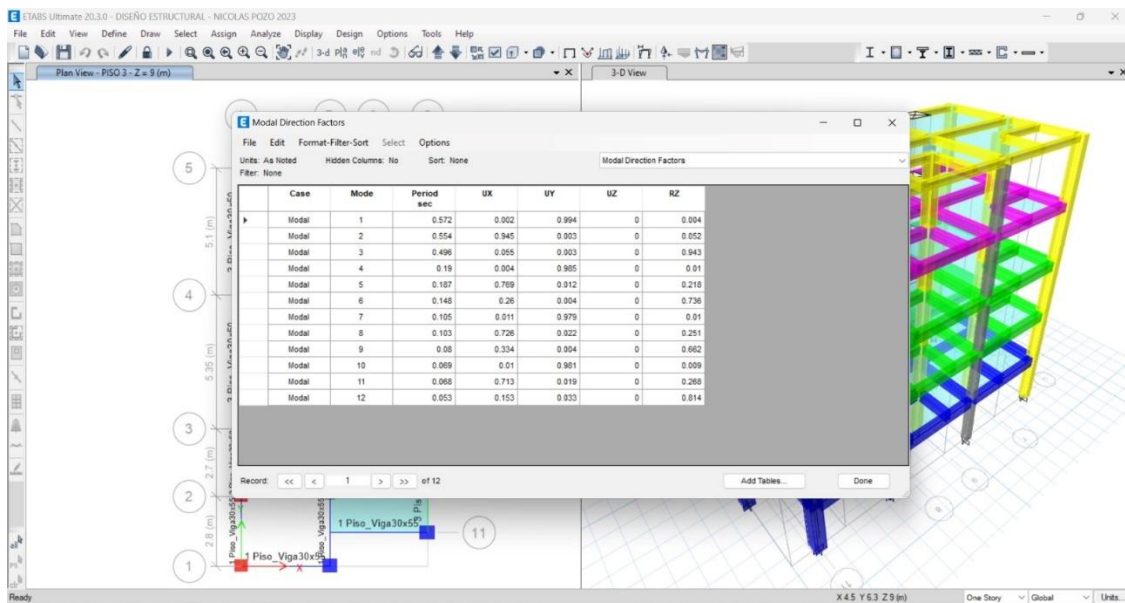 ETABS Ultimate 20.3.0 - DISEÑO ESTRUCTURAL - NICOLAS POZO 2023
File Edit View Define Draw Select Assign Analyze Display Design Options Tools Help
3-d
nd
Plan View - PISO 3 - Z = 9 (m)
3-D View
Modal Direction Factors
File Edit Format-Filter-Sort Select Options
Units: As Noted Hidden Columns: No Sort: None Modal Direction Factors
Filter: None
Case Mode Period sec UX UY UZ RZ
Modal 1 0.572 0.002 0.994 0 0.004
Modal 2 0.554 0.945 0.003 0 0.052
Modal 3 0.496 0.055 0.003 0 0.943
Modal 4 0.19 0.004 0.985 0 0.01
Modal 5 0.187 0.769 0.012 0 0.218
Modal 6 0.148 0.26 0.004 0 0.736
Modal 7 0.105 0.011 0.979 0 0.01
Modal 8 0.103 0.726 0.022 0 0.251
Modal 9 0.08 0.334 0.004 0 0.662
Modal 10 0.069 0.01 0.981 0 0.009
Modal 11 0.068 0.713 0.019 0 0.268
Modal 12 0.053 0.153 0.033 0 0.814
Record: << < 1 > >> of 12 Add Tables... Done
5
5.1 (m)
4
5.35 (m)
3
2.7 (m)
2
2.8 (m)
1
1 Piso_Viga30x55
11
1 Piso_Viga30x5
X
Ready
X 4.5 Y 6.3 Z 9 (m)
One Story Global Units...